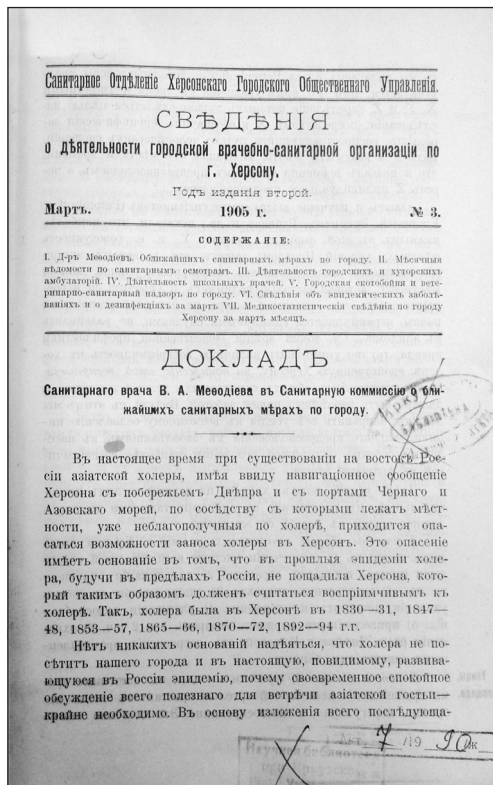 Санитарное Отдѣленіе Херсонскаго Городского Общественнаго Управленія.
СВѢДѢНІЯ
о дѣятельности городской врачебно-санитарной организаціи по
г. Херсону.
Годъ изданія второй.
Мартъ. 1905 г. № 3.
СОДЕРЖАНІЕ:
I. Д-ръ Меѳодіевъ. Оближайшихъ санитарныхъ мѣрахъ по городу. II. Мѣсячныя
вѣдомости по санитарнымъ осмотрамъ. III. Дѣятельность городскихъ и хуторскихъ
амбулаторій. IV. Дѣятельность школьныхъ врачей. V. Городская скотобойня и вете-
ринарно-санитарный надзоръ по городу. VI. Свѣдѣнія объ эпидемическихъ заболѣ-
ваніяхъ и о дезинфекціяхъ за мартъ VII. Медикостатистическія свѣдѣнія по городу
Херсону за мартъ мѣсяцъ.
ДОКЛАДЪ
Санитарнаго врача В. А. Меѳодіева въ Санитарную коммиссію о бли-
жайшихъ санитарныхъ мѣрахъ по городу.
Въ настоящее время при существованіи на востокѣ Рос-
сіи азіатской холеры, имѣя ввиду навигаціонное сообщеніе
Херсона съ побережьемъ Днѣпра и съ портами Чернаго и
Азовскаго морей, по сосѣдству съ которыми лежатъ мѣст-
ности, уже неблагополучныя по холерѣ, приходится опа-
саться возможности заноса холеры въ Херсонъ. Это опасеніе
имѣетъ основаніе въ томъ, что въ прошлыя эпидеміи холе-
ра, будучи въ предѣлахъ Россіи, не пощадила Херсона, кото-
рый такимъ образомъ долженъ считаться воспріимчивымъ къ
холерѣ. Такъ, холера была въ Херсонѣ въ 1830—31, 1847—
48, 1853—57, 1865—66, 1870—72, 1892—94 г.г.
Нѣтъ никакихъ основаній надѣяться, что холера не по-
сѣтитъ нашего города и въ настоящую, повидимому, развива-
ющуюся въ Россіи эпидемію, почему своевременное спокойное
обсужденіе всего полезнаго для встрѣчи азіатской гостьи—
крайне необходимо. Въ основу изложенія всего послѣдующа-
Акт. 7 /19 90
Научная библиотека